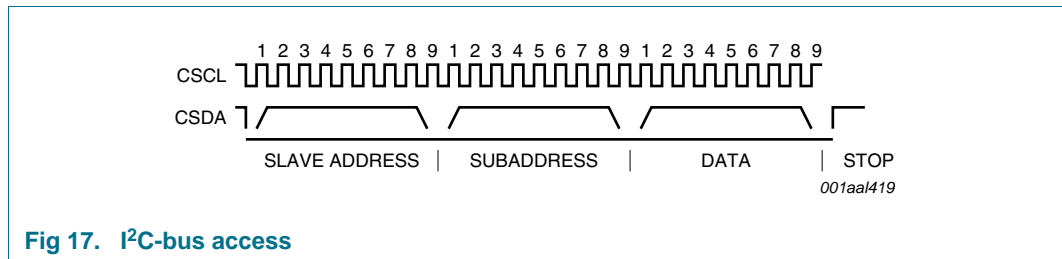 1 2 3 4 5 6 7 8 9 1 2 3 4 5 6 7 8 9 1 2 3 4 5 6 7 8 9
CSCL
CSDA
SLAVE ADDRESS | SUBADDRESS | DATA | STOP
001aal419
Fig 17. I²C-bus access